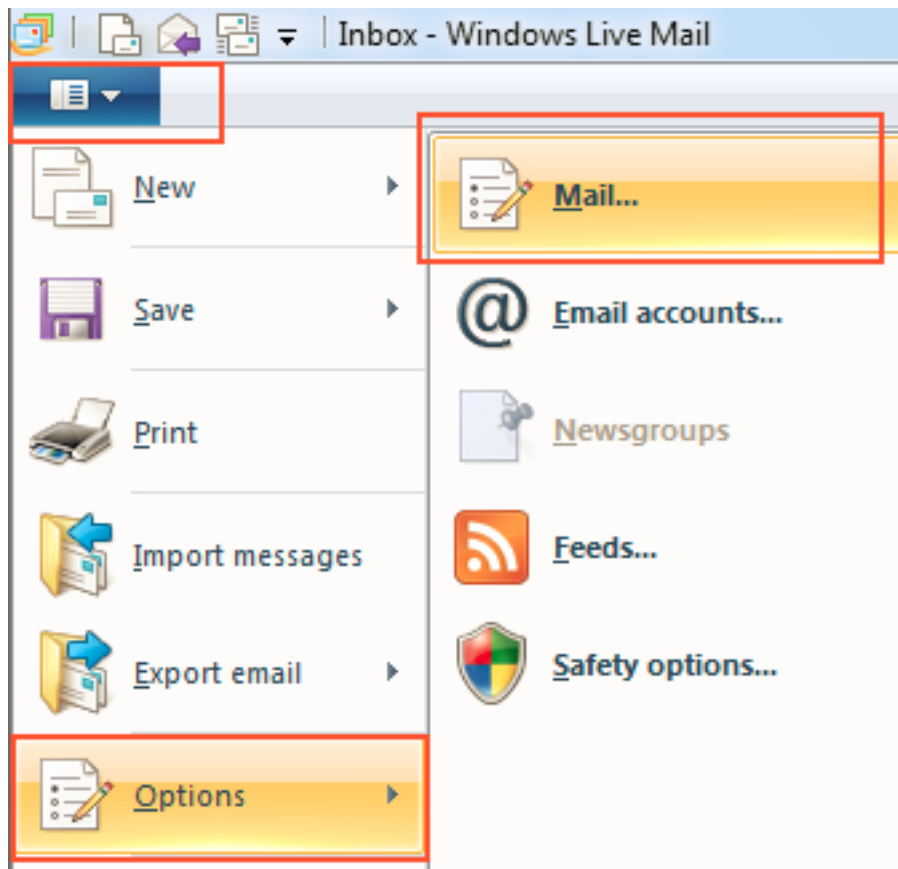 Inbox - Windows Live Mail
New
Save
Print
Import messages
Export email
Options
Mail...
@
Email accounts...
Newsgroups
Feeds...
Safety options...